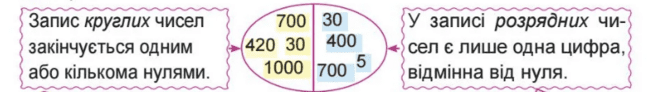 Запис круглих чисел
закінчується одним
або кількома нулями.
700 30
420 30 400
1000 700 5
У записі розрядних чи-
сел є лише одна цифра,
відмінна від нуля.